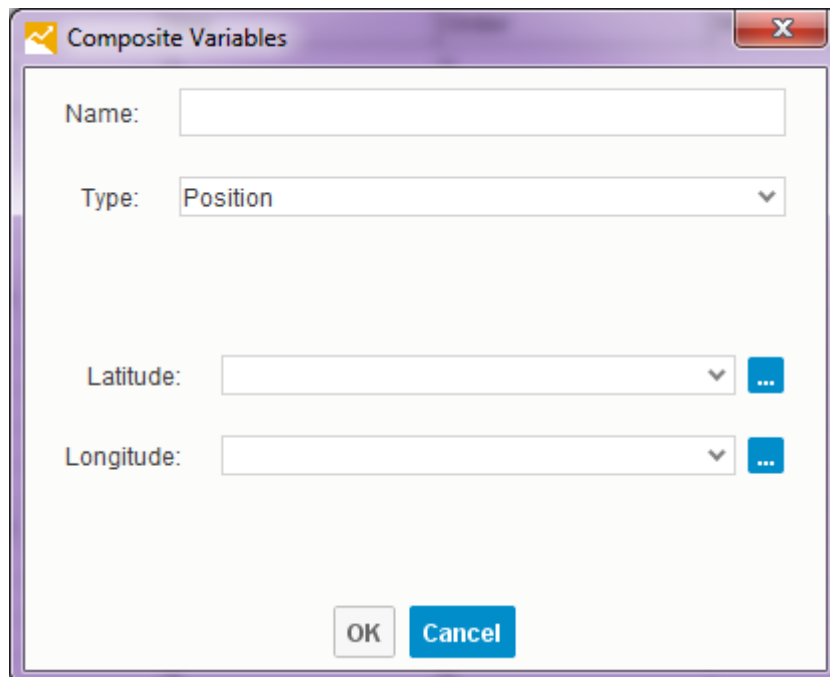 Composite Variables
Name:
Type: Position
Latitude: ...
Longitude: ...
OK Cancel